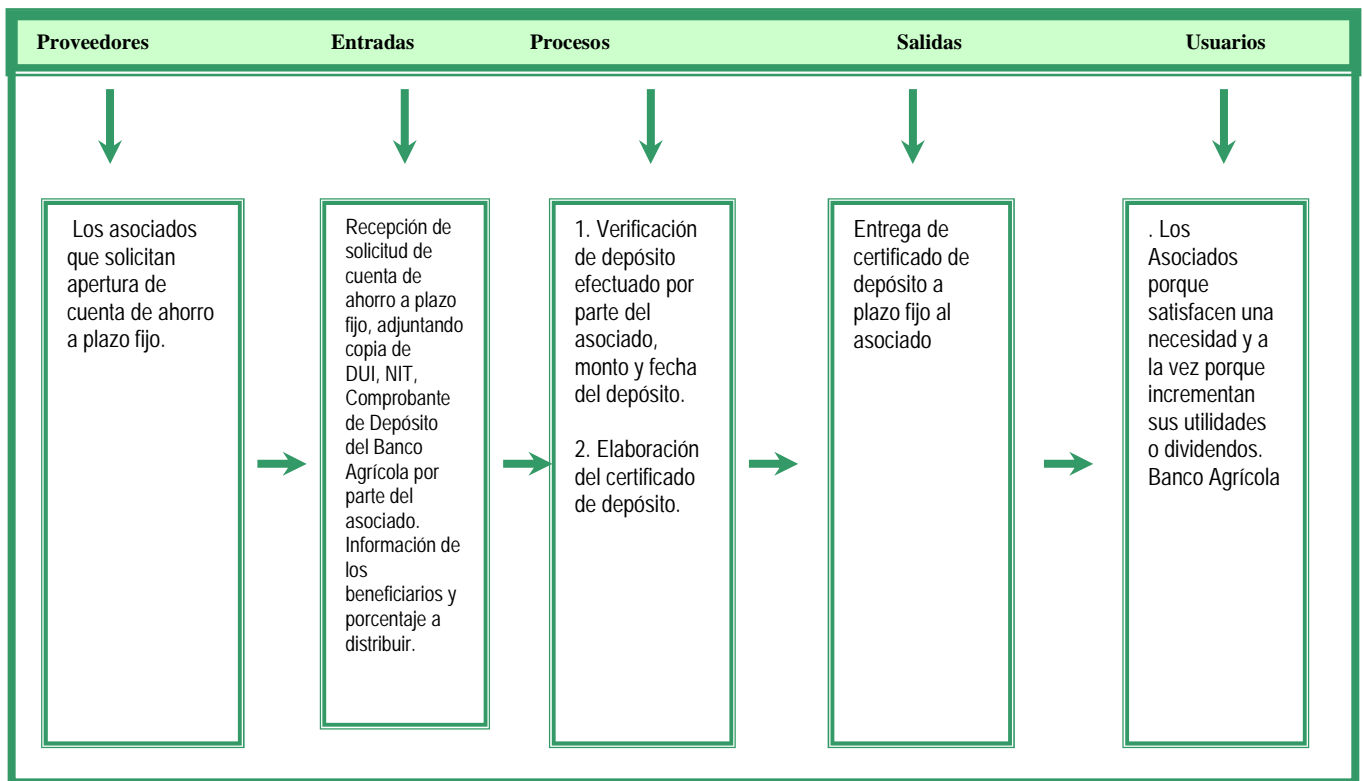 Proveedores Entradas Procesos Salidas Usuarios
Los asociados
que solicitan
apertura de
cuenta de ahorro
a plazo fijo.
Recepción de
solicitud de
cuenta de
ahorro a plazo
fijo, adjuntando
copia de
DUI, NIT,
Comprobante
de Depósito
del Banco
Agrícola por
parte del
asociado.
Información de
los
beneficiarios y
porcentaje a
distribuir.
1. Verificación
de depósito
efectuado por
parte del
asociado,
monto y fecha
del depósito.
2. Elaboración
del certificado
de depósito.
Entrega de
certificado de
depósito a
plazo fijo al
asociado
. Los
Asociados
porque
satisfacen una
necesidad y a
la vez porque
incrementan
sus utilidades
o dividendos.
Banco Agrícola